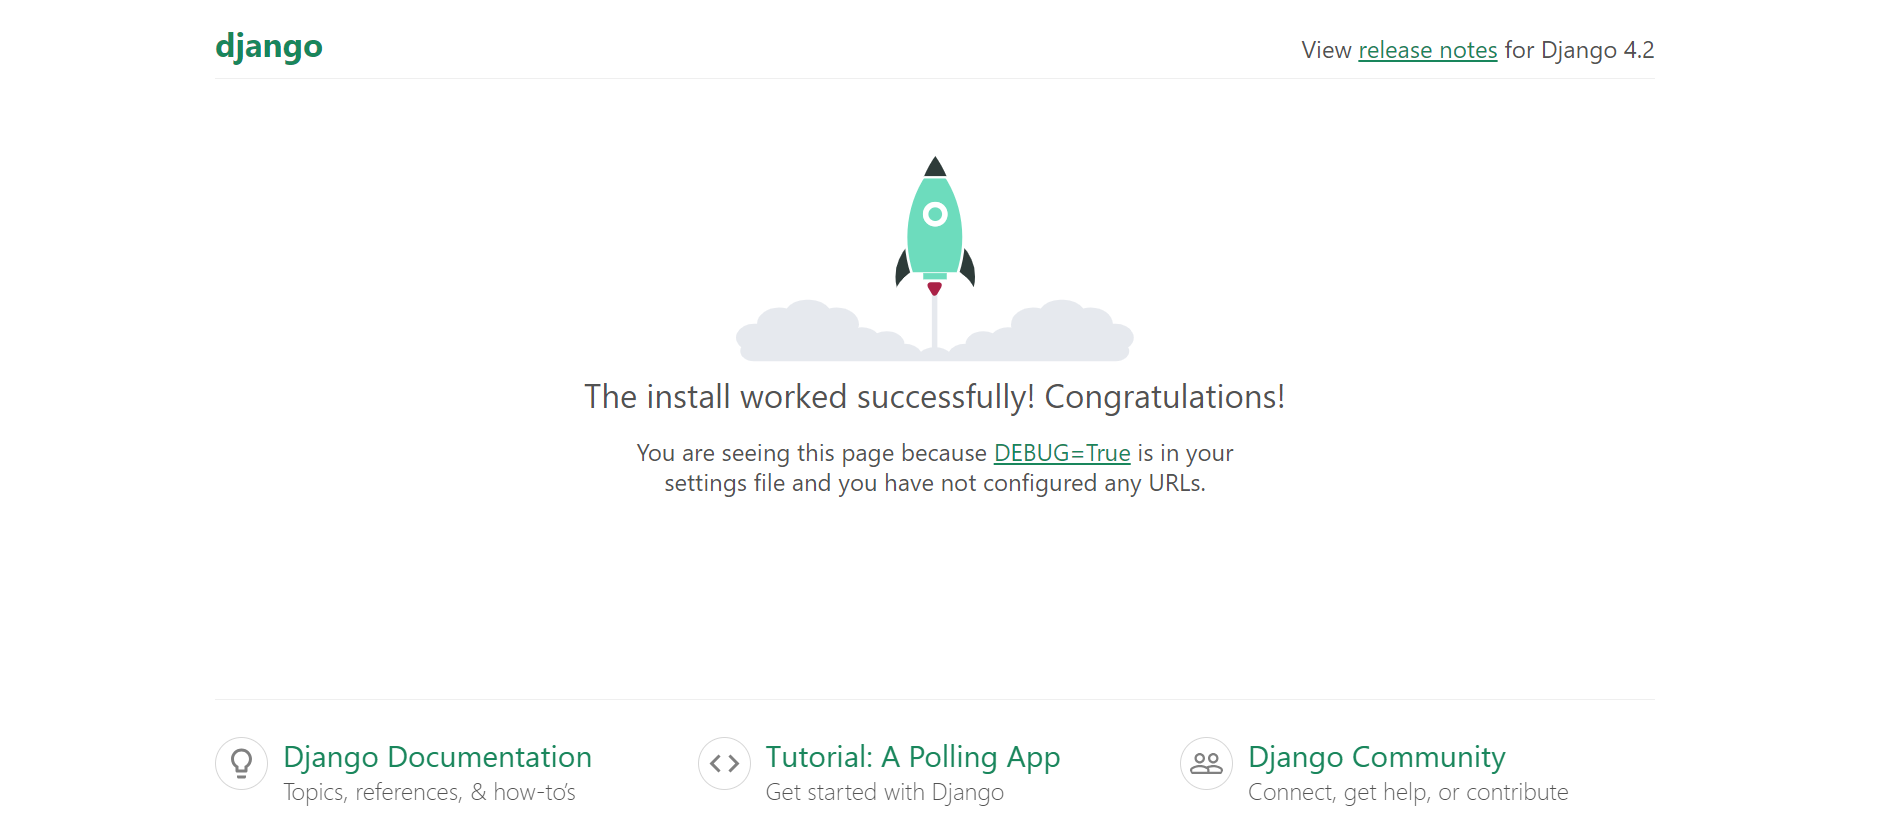 django
View release notes for Django 4.2
The install worked successfully! Congratulations!
You are seeing this page because DEBUG=True is in your
settings file and you have not configured any URLs.
Django Documentation
Topics, references, & how-to’s
Tutorial: A Polling App
Get started with Django
Django Community
Connect, get help, or contribute